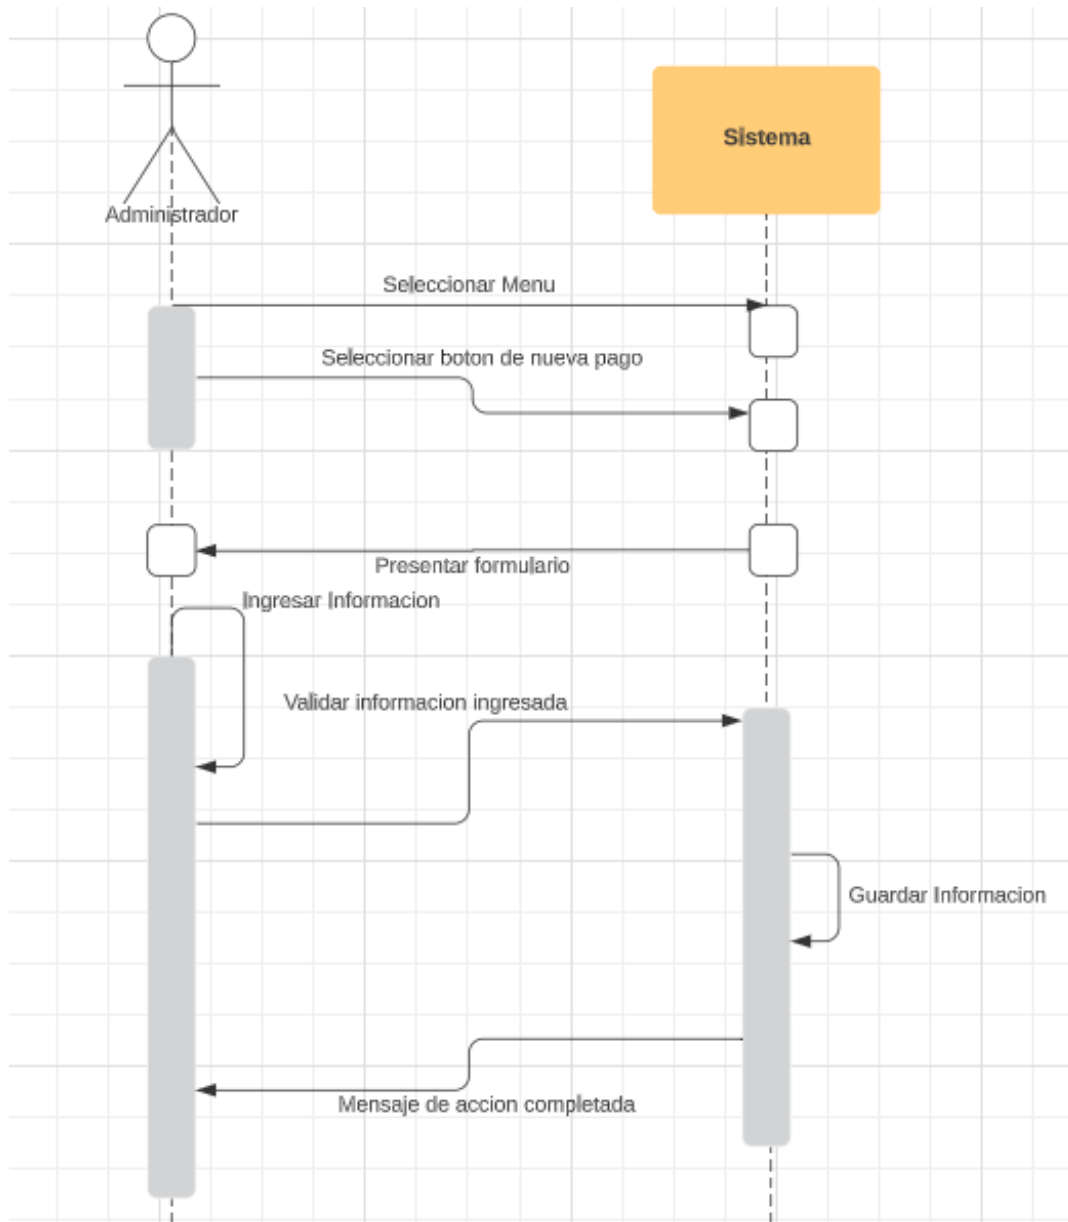 Sistema
Administrador
Seleccionar Menu
Seleccionar boton de nueva pago
Presentar formulario
Ingresar Informacion
Validar informacion ingresada
Guardar Informacion
Mensaje de accion completada